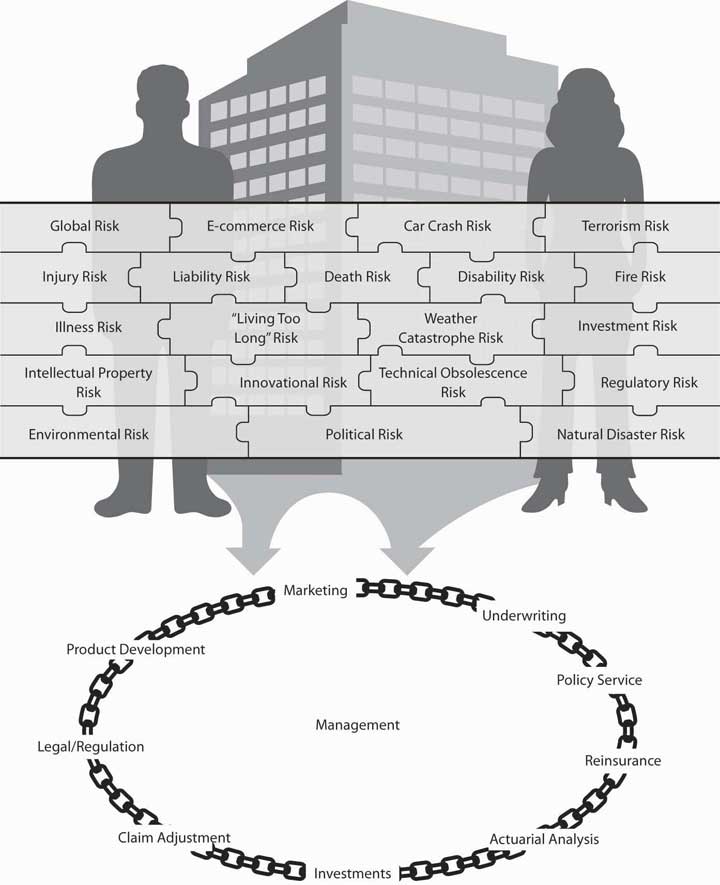 Global Risk
E-commerce Risk
Car Crash Risk
Terrorism Risk
Injury Risk
Liability Risk
Death Risk
Disability Risk
Fire Risk
Illness Risk
“Living Too
Long” Risk
Weather
Catastrophe Risk
Investment Risk
Intellectual Property
Risk
Innovational Risk
Technical Obsolescence
Risk
Regulatory Risk
Environmental Risk
Political Risk
Natural Disaster Risk
Marketing
Underwriting
Product Development
Policy Service
Management
Legal/Regulation
Reinsurance
Claim Adjustment
Actuarial Analysis
Investments